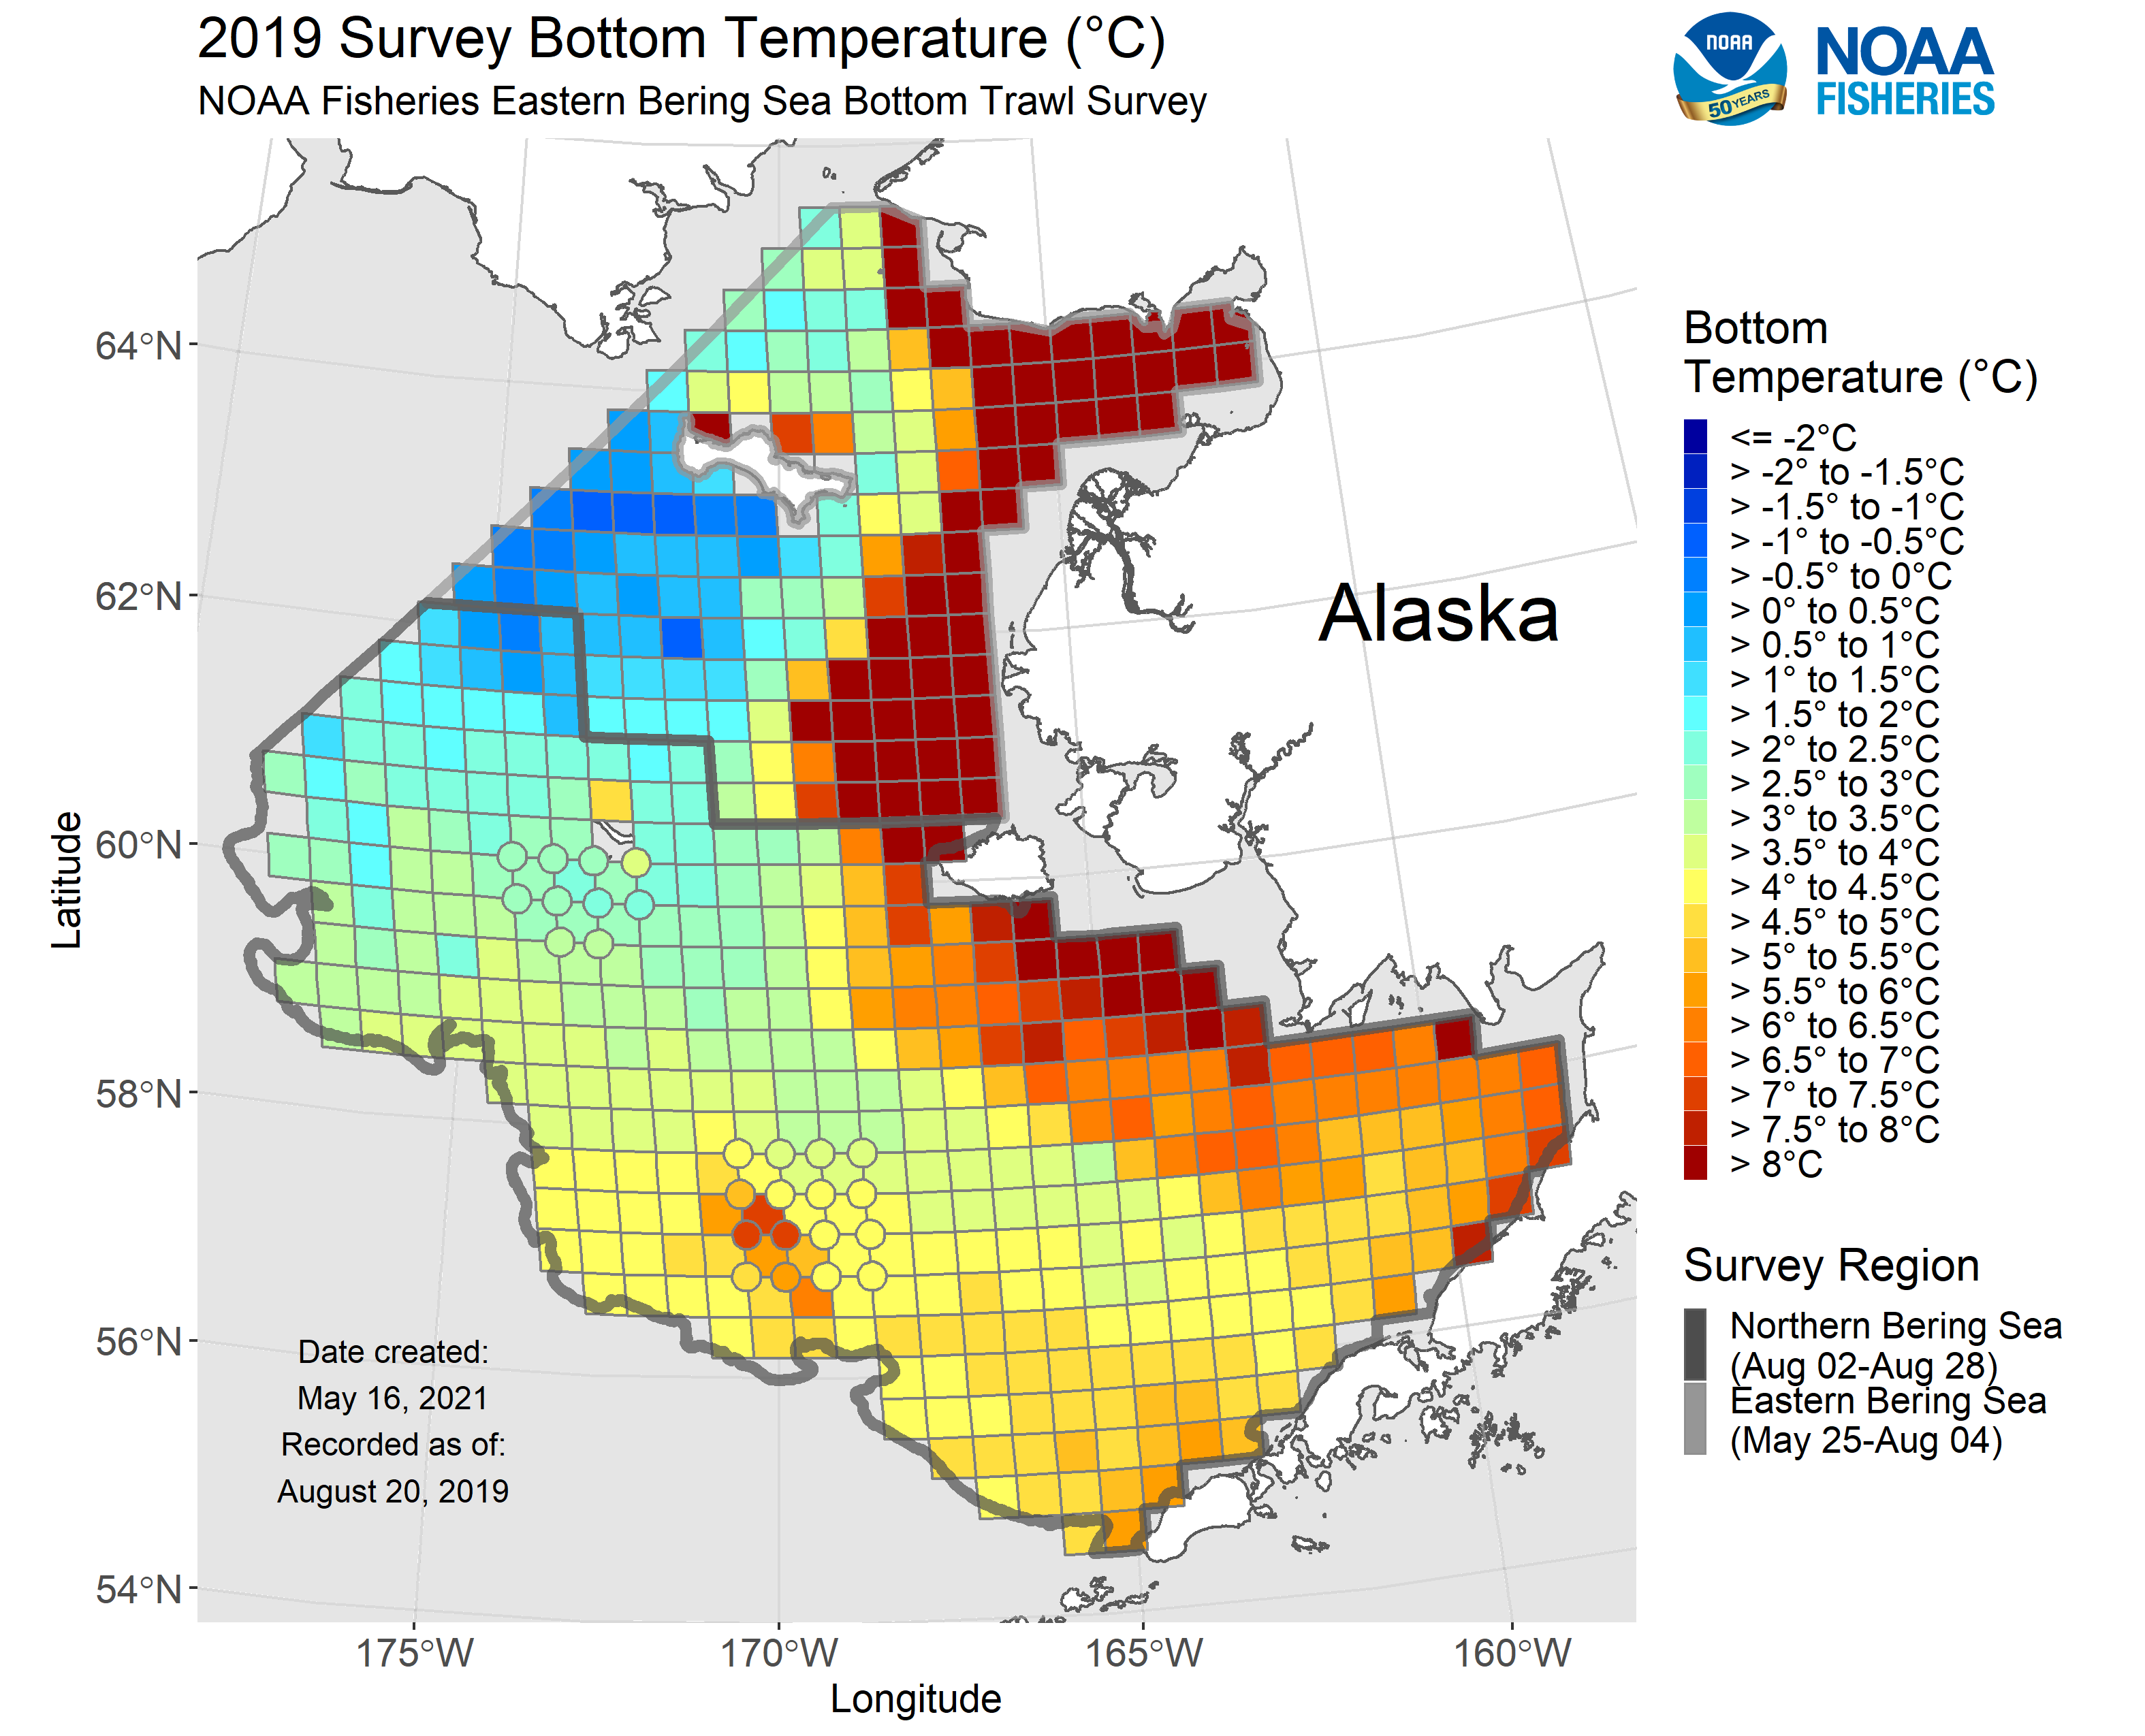 2019 Survey Bottom Temperature (°C)
NOAA Fisheries Eastern Bering Sea Bottom Trawl Survey
NOAA
50 YEARS
NOAA
FISHERIES
64°N
62°N
60°N
58°N
56°N
54°N
Latitude
Alaska
Date created:
May 16, 2021
Recorded as of:
August 20, 2019
175°W
170°W
165°W
160°W
Longitude
Bottom
Temperature (°C)
<= -2°C
> -2° to -1.5°C
> -1.5° to -1°C
> -1° to -0.5°C
> -0.5° to 0°C
> 0° to 0.5°C
> 0.5° to 1°C
> 1° to 1.5°C
> 1.5° to 2°C
> 2° to 2.5°C
> 2.5° to 3°C
> 3° to 3.5°C
> 3.5° to 4°C
> 4° to 4.5°C
> 4.5° to 5°C
> 5° to 5.5°C
> 5.5° to 6°C
> 6° to 6.5°C
> 6.5° to 7°C
> 7° to 7.5°C
> 7.5° to 8°C
> 8°C
Survey Region
Northern Bering Sea
(Aug 02-Aug 28)
Eastern Bering Sea
(May 25-Aug 04)